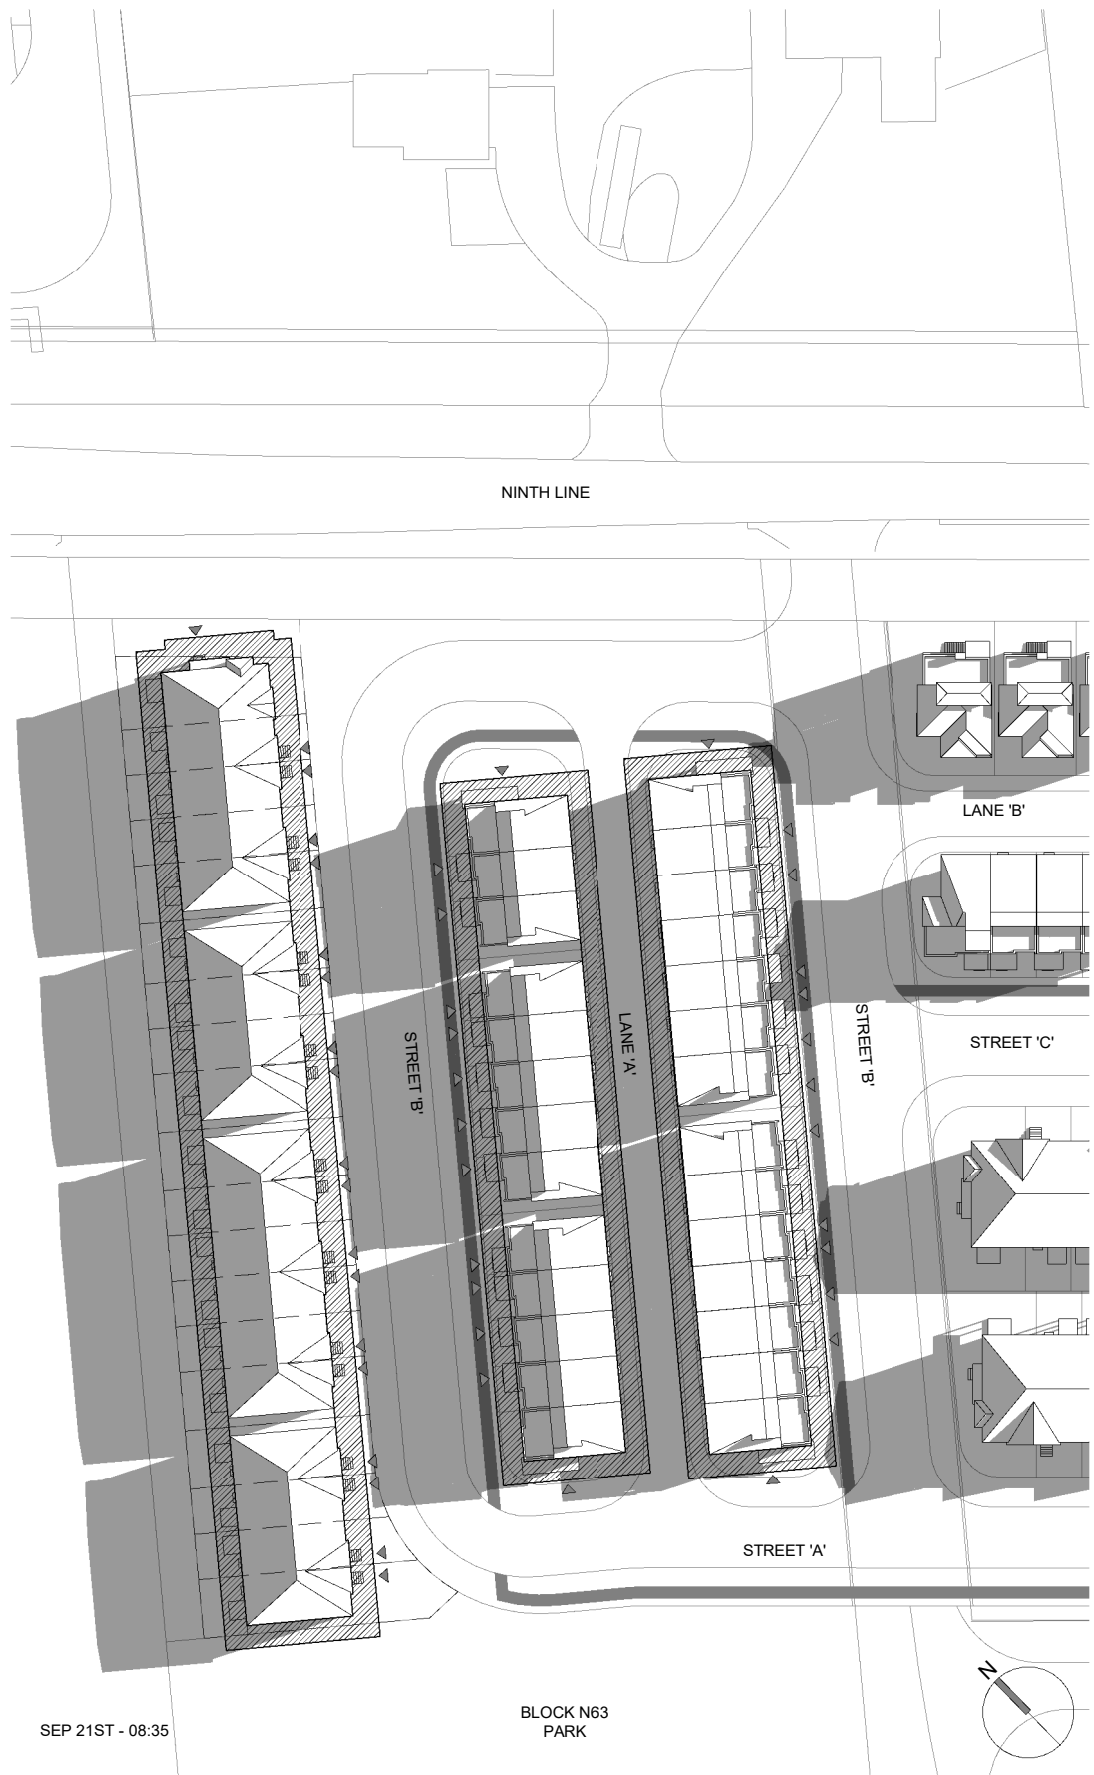 NINTH LINE
LANE 'B'
STREET 'B'
LANE 'A'
STREET 'B'
STREET 'C'
STREET 'A'
N
BLOCK N63
PARK
SEP 21ST - 08:35